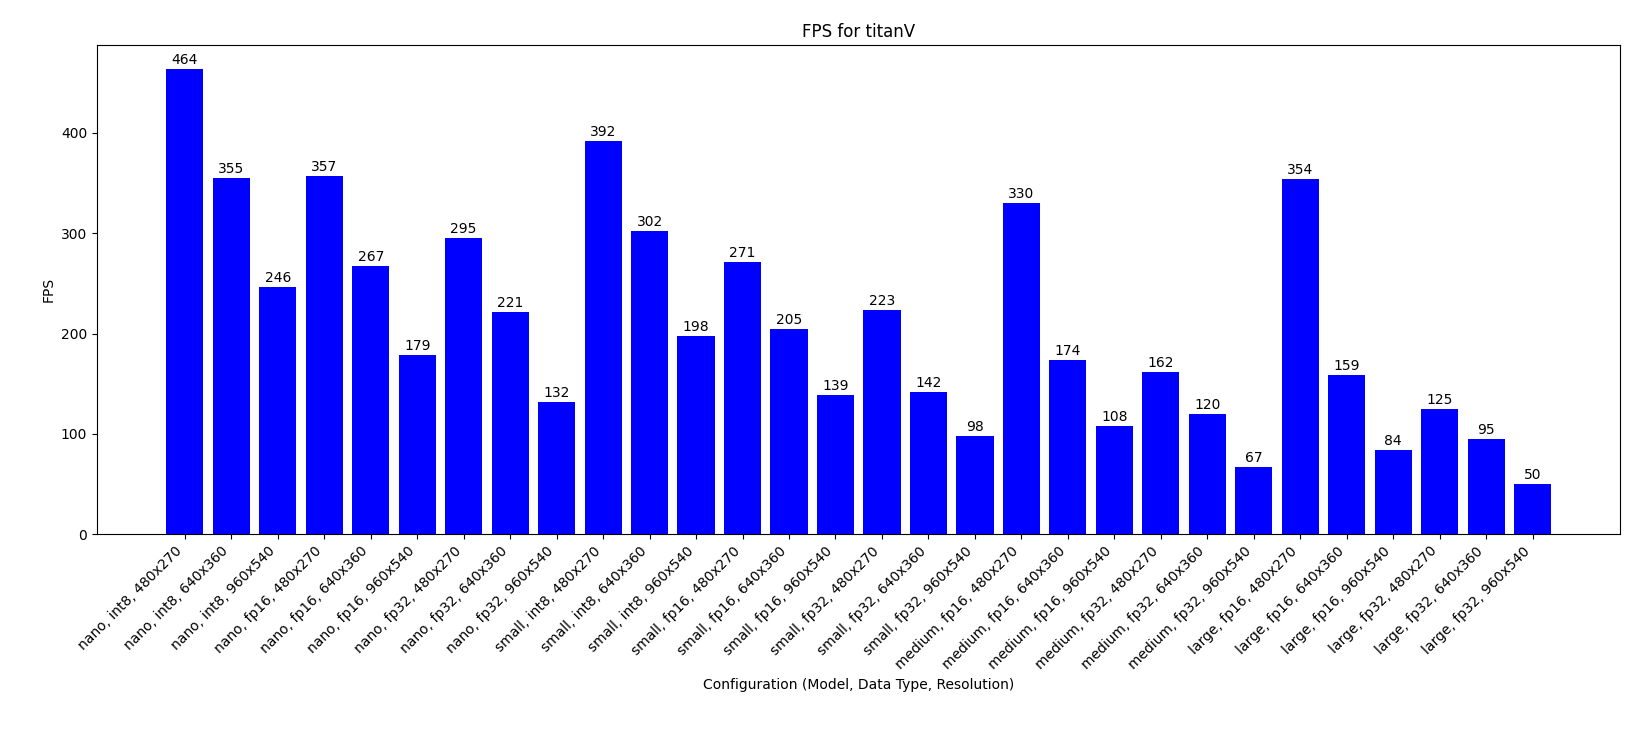 FPS for titanV
FPS
400
300
200
100
0
464
355
246
357
267
179
295
221
132
392
302
198
271
205
139
223
142
98
330
174
108
162
120
67
354
159
84
125
95
50
nano, int8, 480x270
nano, int8, 640x360
nano, int8, 960x540
nano, fp16, 480x270
nano, fp16, 640x360
nano, fp16, 960x540
nano, fp32, 480x270
nano, fp32, 640x360
nano, fp32, 960x540
small, int8, 480x270
small, int8, 640x360
small, int8, 960x540
small, fp16, 480x270
small, fp16, 640x360
small, fp16, 960x540
small, fp32, 480x270
small, fp32, 640x360
small, fp32, 960x540
medium, fp16, 480x270
medium, fp16, 640x360
medium, fp16, 960x540
medium, fp32, 480x270
medium, fp32, 640x360
medium, fp32, 960x540
large, fp16, 480x270
large, fp16, 640x360
large, fp16, 960x540
large, fp32, 480x270
large, fp32, 640x360
large, fp32, 960x540
Configuration (Model, Data Type, Resolution)